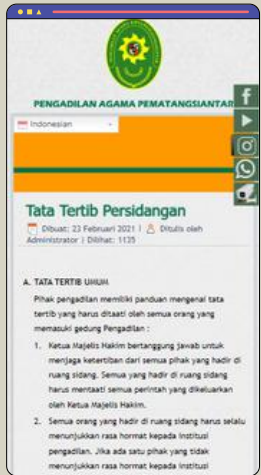 PENGADILAN AGAMA PEMATANGSIANTAR
Indonesian
Tata Tertib Persidangan
Dibuat: 23 Februari 2021 | Ditulis oleh
Administrator | Dilihat: 1135
A. TATA TERTIB UMUM
Pihak pengadilan memiliki panduan mengenai tata
tertib yang harus ditaati oleh semua orang yang
memasuki gedung Pengadilan :
1. Ketua Majelis Hakim bertanggung jawab untuk
menjaga ketertiban dari semua pihak yang hadir di
ruang sidang. Semua yang hadir di ruang sidang
harus mentaati semua perintah yang dikeluarkan
oleh Ketua Majelis Hakim.
2. Semua orang yang hadir di ruang sidang harus selalu
menunjukkan rasa hormat kepada institusi
pengadilan. Jika ada satu pihak yang tidak
menunjukkan rasa hormat kepada institusi